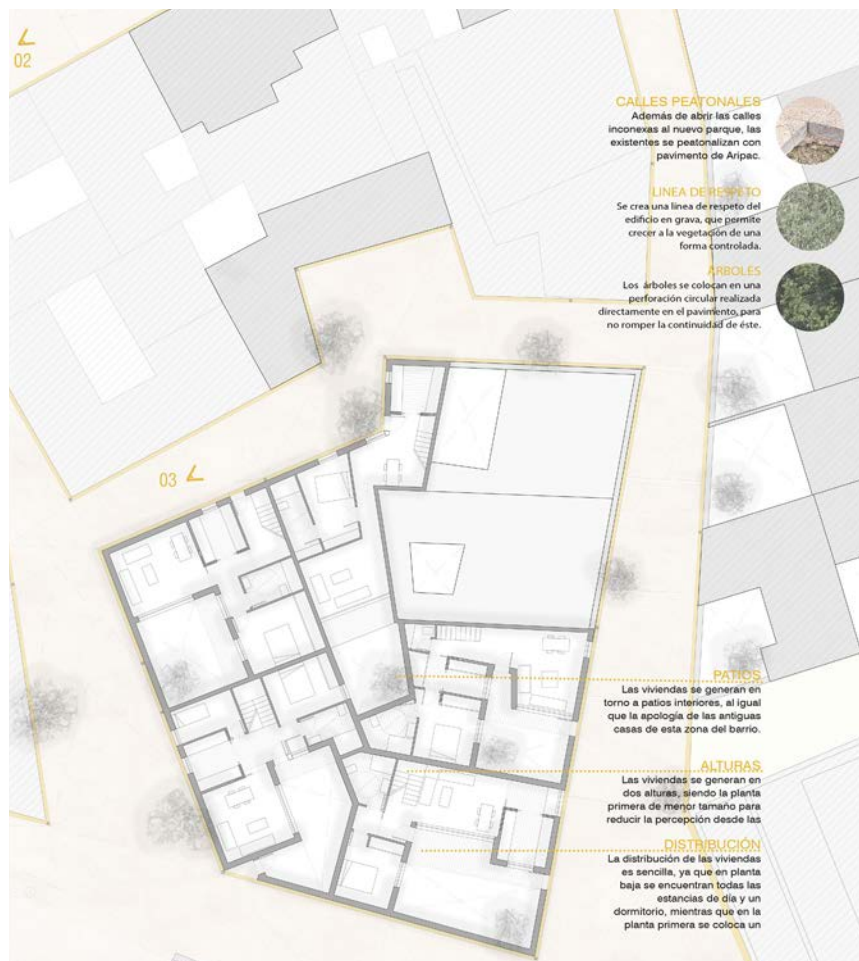 02
CALLES PEATONALES
Además de abrir las calles
inconexas al nuevo parque, las
existentes se peatonalizan con
pavimento de Aripac.
LINEA DE RESPETO
Se crea una línea de respeto del
edificio en grava, que permite
crecer a la vegetación de una
forma controlada.
ÁRBOLES
Los árboles se colocan en una
perforación circular realizada
directamente en el pavimento, para
no romper la continuidad de éste.
03
PATIOS
Las viviendas se generan en
torno a patios interiores, al igual
que la apología de las antiguas
casas de esta zona del barrio.
ALTURAS
Las viviendas se generan en
dos alturas, siendo la planta
primera de menor tamaño para
reducir la percepción desde las
DISTRIBUCIÓN
La distribución de las viviendas
es sencilla, ya que en planta
baja se encuentran todas las
estancias de día y un
dormitorio, mientras que en la
planta primera se coloca un